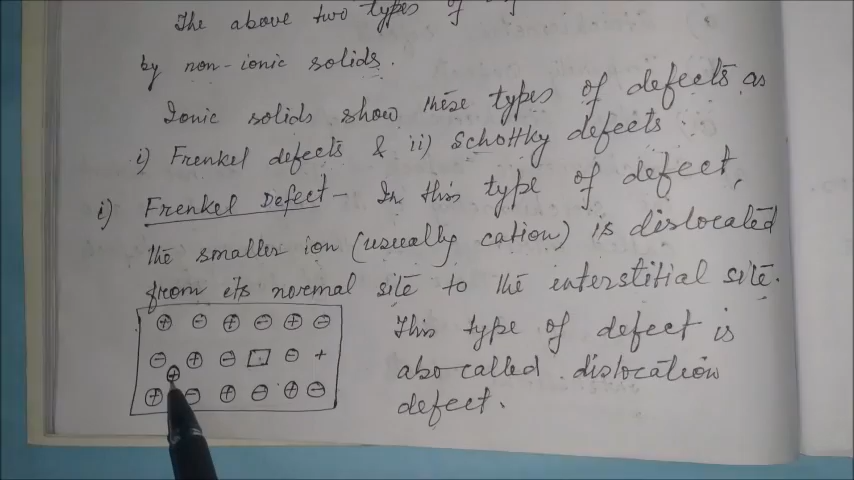 The above two types of
by non-ionic solids.
Ionic solids show these types of defects as
i) Frenkel defects & ii) Schottky defects
i) Frenkel Defect - In this type of defect,
the smaller ion (usually cation) is dislocated
from its normal site to the interstitial site.
+ - + - + -
- + - - +
+
+ - + - + -
This type of defect is
also called dislocation
defect.